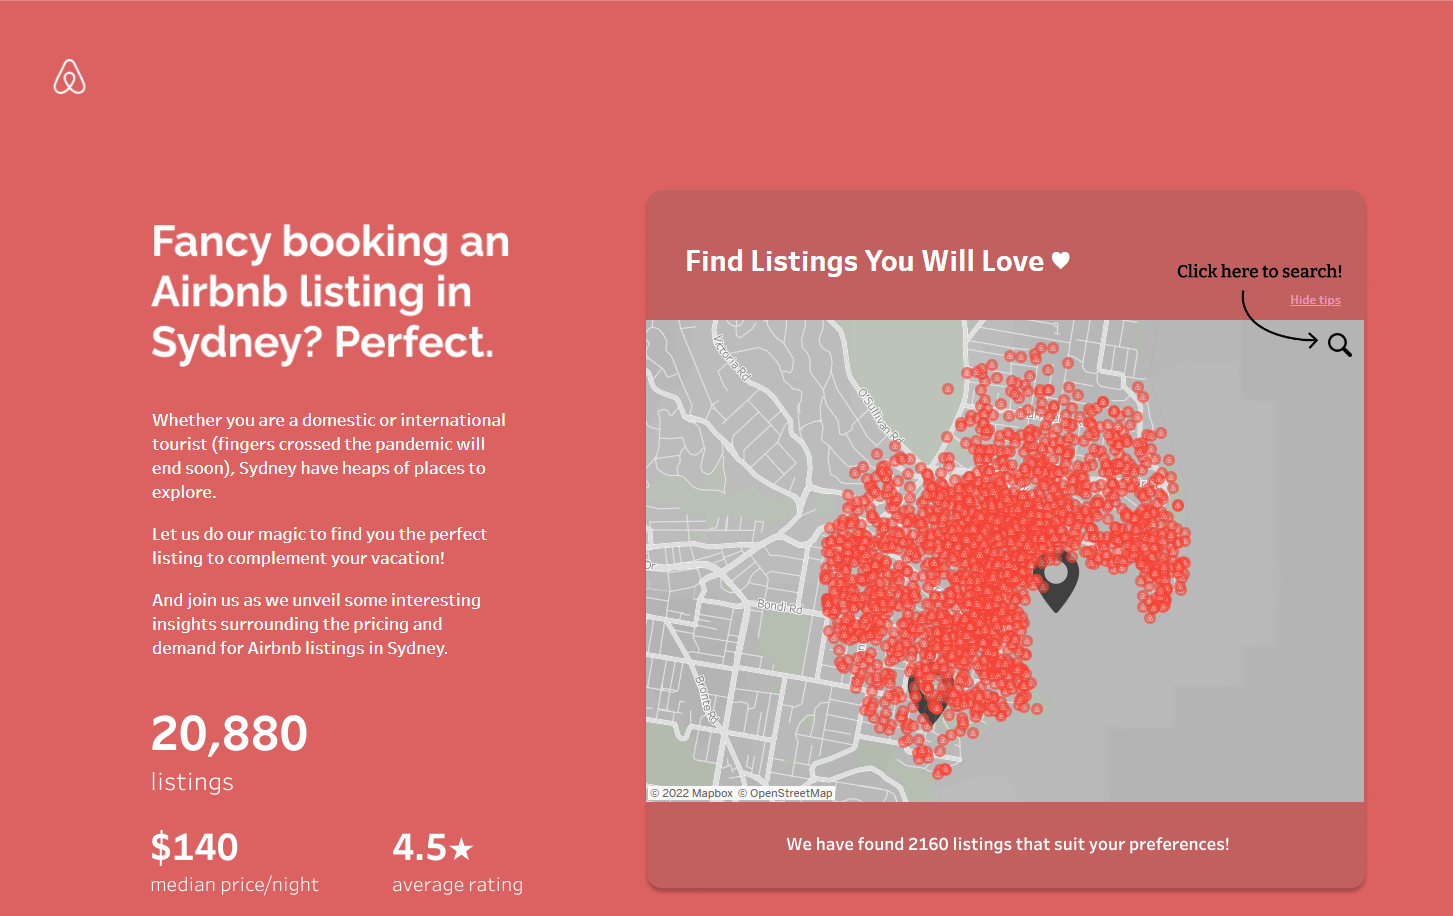 Fancy booking an
Airbnb listing in
Sydney? Perfect.
Whether you are a domestic or international
tourist (fingers crossed the pandemic will
end soon), Sydney have heaps of places to
explore.
Let us do our magic to find you the perfect
listing to complement your vacation!
And join us as we unveil some interesting
insights surrounding the pricing and
demand for Airbnb listings in Sydney.
20,880
listings
$140
median price/night
4.5★
average rating
Find Listings You Will Love ♥
Click here to search!
Hide tips
Victoria Rd
O'Sullivan Rd
Dr
Bondi Rd
Bronte Rd
© 2022 Mapbox © OpenStreetMap
We have found 2160 listings that suit your preferences!